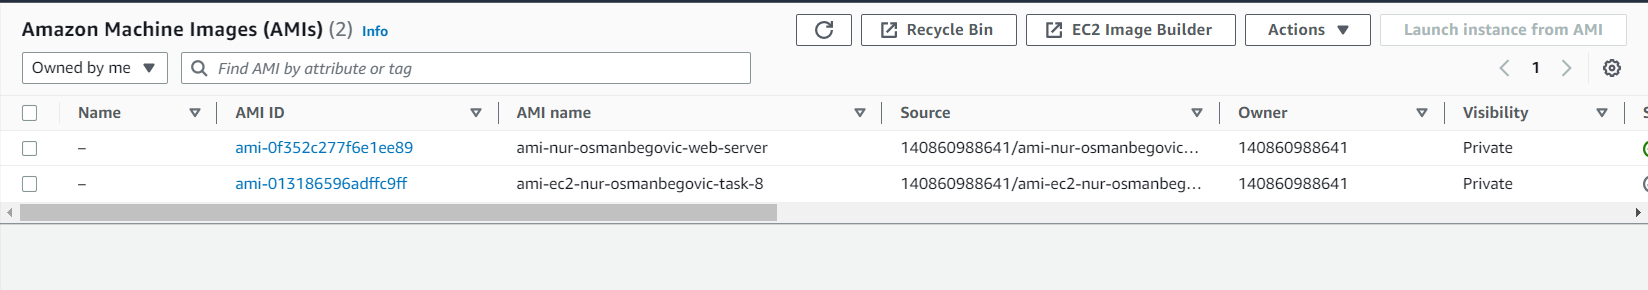 Amazon Machine Images (AMIs) (2) Info
Recycle Bin
EC2 Image Builder
Actions
Launch instance from AMI
Owned by me
Find AMI by attribute or tag
1
Name AMI ID AMI name Source Owner Visibility
– ami-0f352c277f6e1ee89 ami-nur-osmanbegovic-web-server 140860988641/ami-nur-osmanbegovic... 140860988641 Private
– ami-013186596adffc9ff ami-ec2-nur-osmanbegovic-task-8 140860988641/ami-ec2-nur-osmanbeg... 140860988641 Private